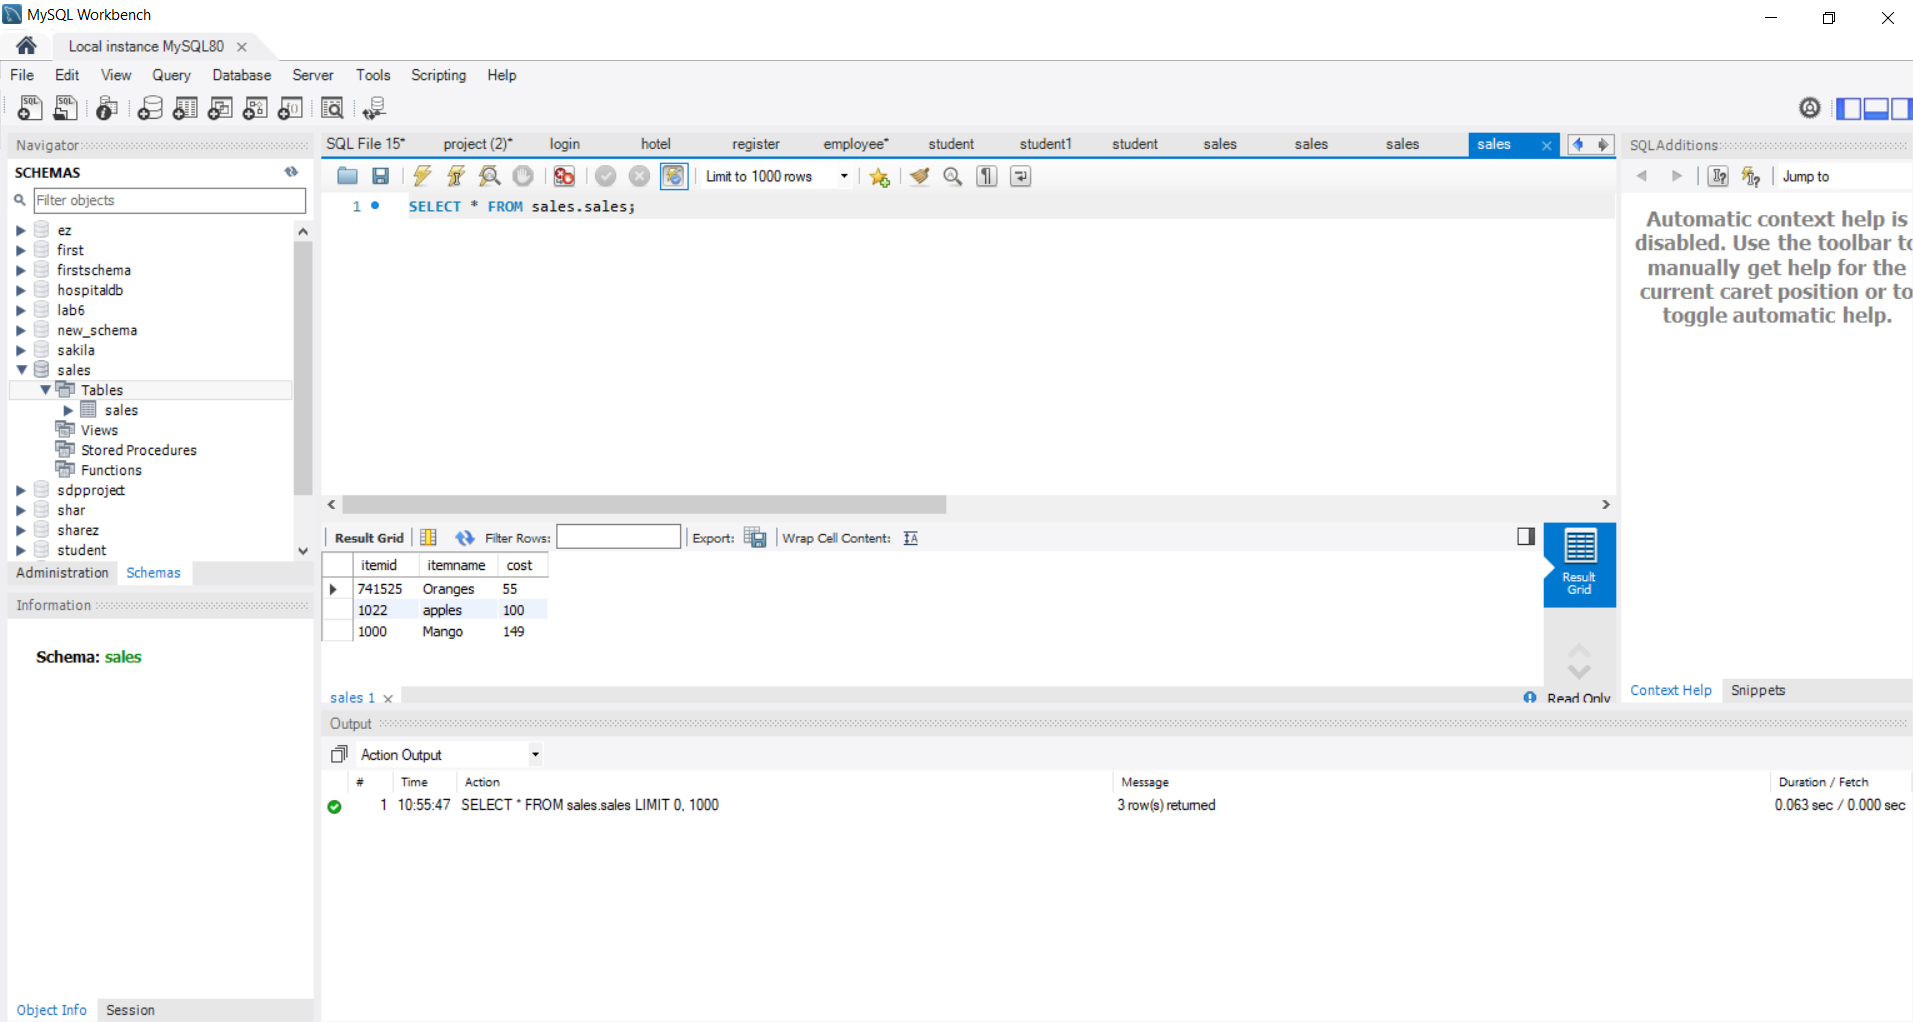 MySQL Workbench
Local instance MySQL80
File Edit View Query Database Server Tools Scripting Help
Navigator
SCHEMAS
Filter objects
ez
first
firstschema
hospitaldb
lab6
new_schema
sakila
sales
Tables
sales
Views
Stored Procedures
Functions
sdpproject
shar
sharez
student
Administration Schemas
Information
Schema: sales
Object Info Session
SQL File 15* project (2)* login hotel register employee* student student1 student sales sales sales sales
Limit to 1000 rows
1 SELECT * FROM sales.sales;
Result Grid Filter Rows: Export: Wrap Cell Content:
itemid itemname cost
741525 Oranges 55
1022 apples 100
1000 Mango 149
Result
Grid
sales 1
Read Only
SQLAdditions
Jump to
Automatic context help is
disabled. Use the toolbar to
manually get help for the
current caret position or to
toggle automatic help.
Context Help Snippets
Output
Action Output
# Time Action Message Duration / Fetch
1 10:55:47 SELECT * FROM sales.sales LIMIT 0, 1000 3 row(s) returned 0.063 sec / 0.000 sec